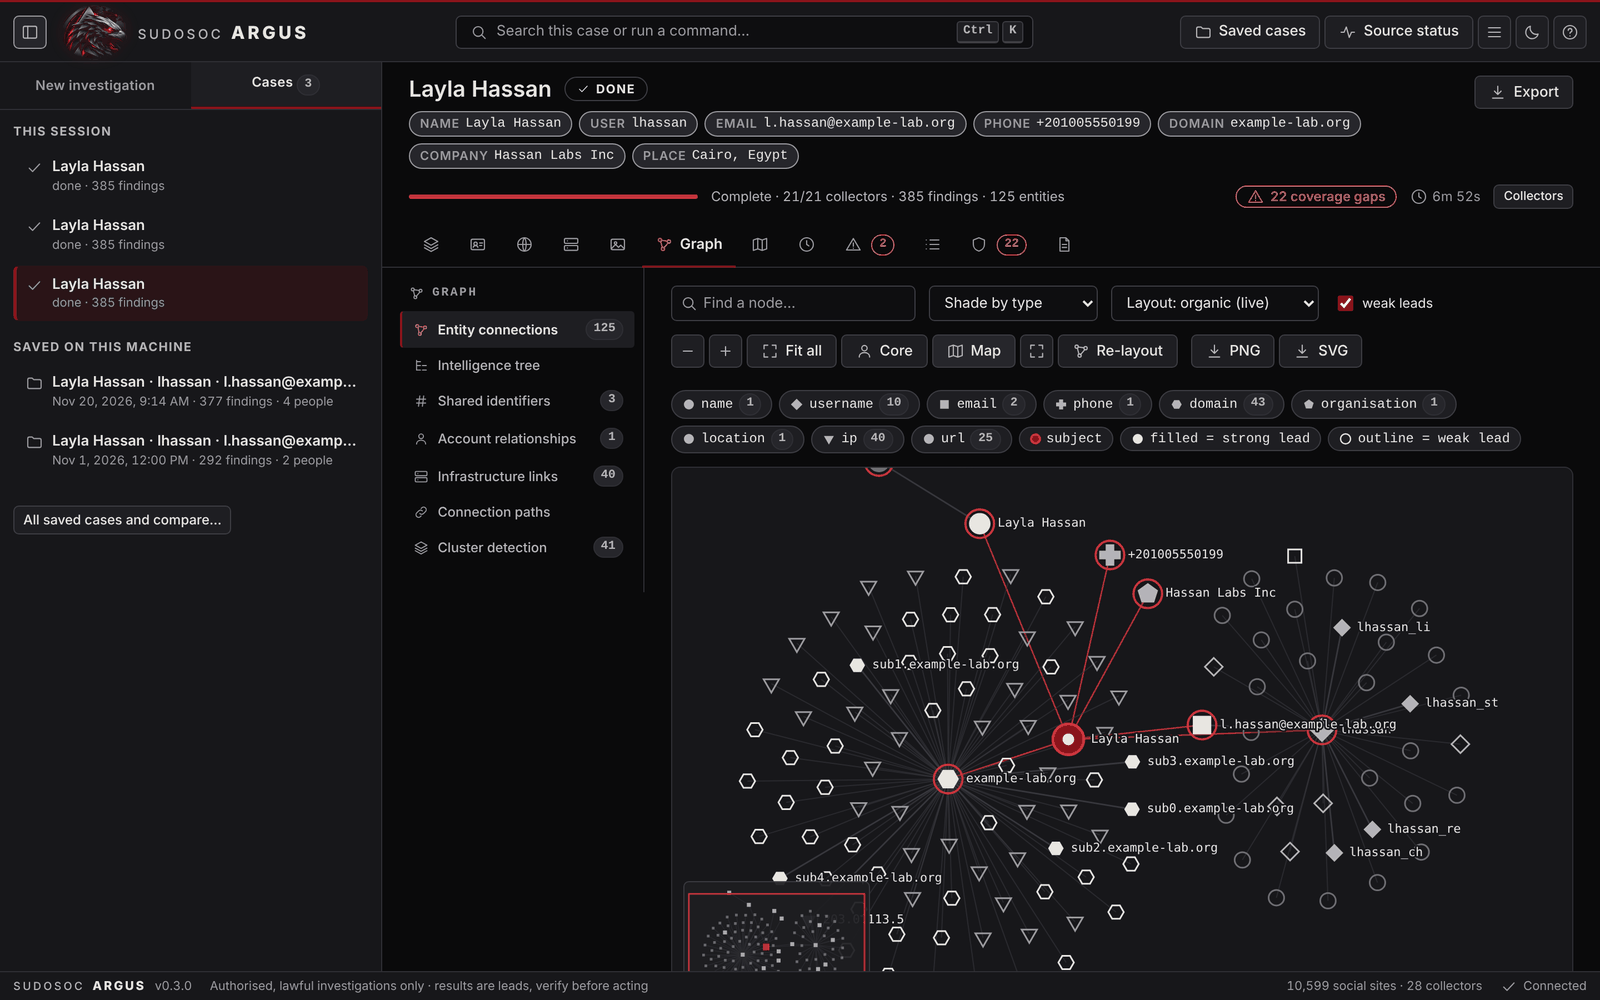 SUDOSOC ARGUS
Search this case or run a command...
Ctrl K
Saved cases
Source status
New investigation
Cases 3
THIS SESSION
Layla Hassan
done · 385 findings
Layla Hassan
done · 385 findings
Layla Hassan
done · 385 findings
SAVED ON THIS MACHINE
Layla Hassan · lhassan · l.hassan@examp...
Nov 20, 2026, 9:14 AM · 377 findings · 4 people
Layla Hassan · lhassan · l.hassan@examp...
Nov 1, 2026, 12:00 PM · 292 findings · 2 people
All saved cases and compare...
Layla Hassan
DONE
Export
NAME Layla Hassan
USER lhassan
EMAIL l.hassan@example-lab.org
PHONE +201005550199
DOMAIN example-lab.org
COMPANY Hassan Labs Inc
PLACE Cairo, Egypt
Complete · 21/21 collectors · 385 findings · 125 entities
22 coverage gaps
6m 52s
Collectors
Graph
2
22
GRAPH
Entity connections 125
Intelligence tree
Shared identifiers 3
Account relationships 1
Infrastructure links 40
Connection paths
Cluster detection 41
Find a node...
Shade by type
Layout: organic (live)
weak leads
Fit all
Core
Map
Re-layout
PNG
SVG
name 1
username 10
email 2
phone 1
domain 43
organisation 1
location 1
ip 40
url 25
subject
filled = strong lead
outline = weak lead
Layla Hassan
+201005550199
Hassan Labs Inc
lhassan_li
sub1.example-lab.org
lhassan_st
l.hassan@example-lab.org
lhassan
Layla Hassan
sub3.example-lab.org
example-lab.org
sub0.example-lab.org
lhassan_re
sub2.example-lab.org
lhassan_ch
sub4.example-lab.org
113.5
SUDOSOC ARGUS v0.3.0
Authorised, lawful investigations only · results are leads, verify before acting
10,599 social sites · 28 collectors
Connected